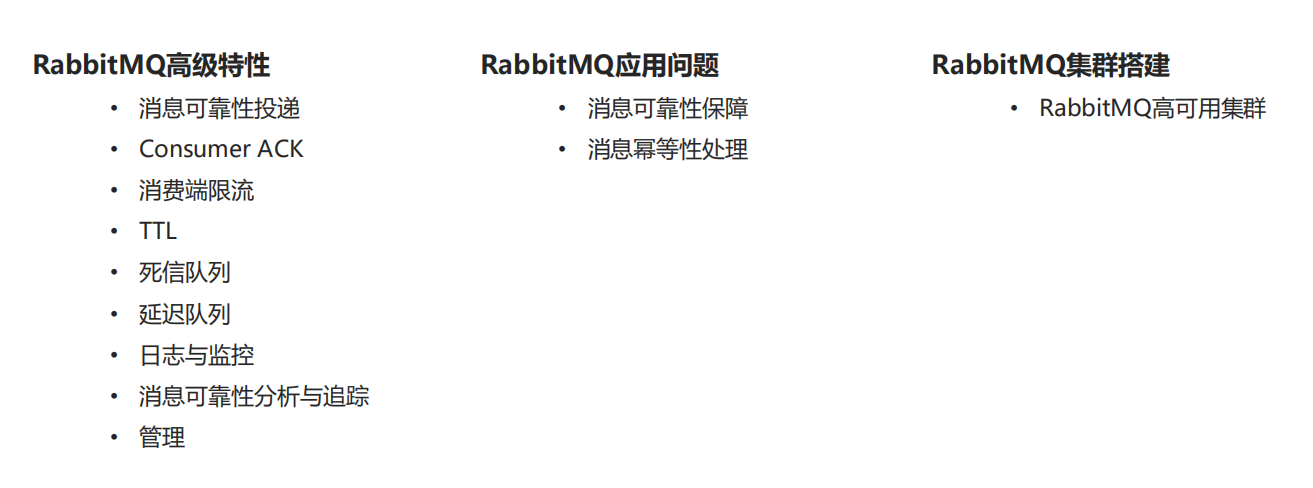 RabbitMQ高级特性
• 消息可靠性投递
• Consumer ACK
• 消费端限流
• TTL
• 死信队列
• 延迟队列
• 日志与监控
• 消息可靠性分析与追踪
• 管理
RabbitMQ应用问题
• 消息可靠性保障
• 消息幂等性处理
RabbitMQ集群搭建
• RabbitMQ高可用集群